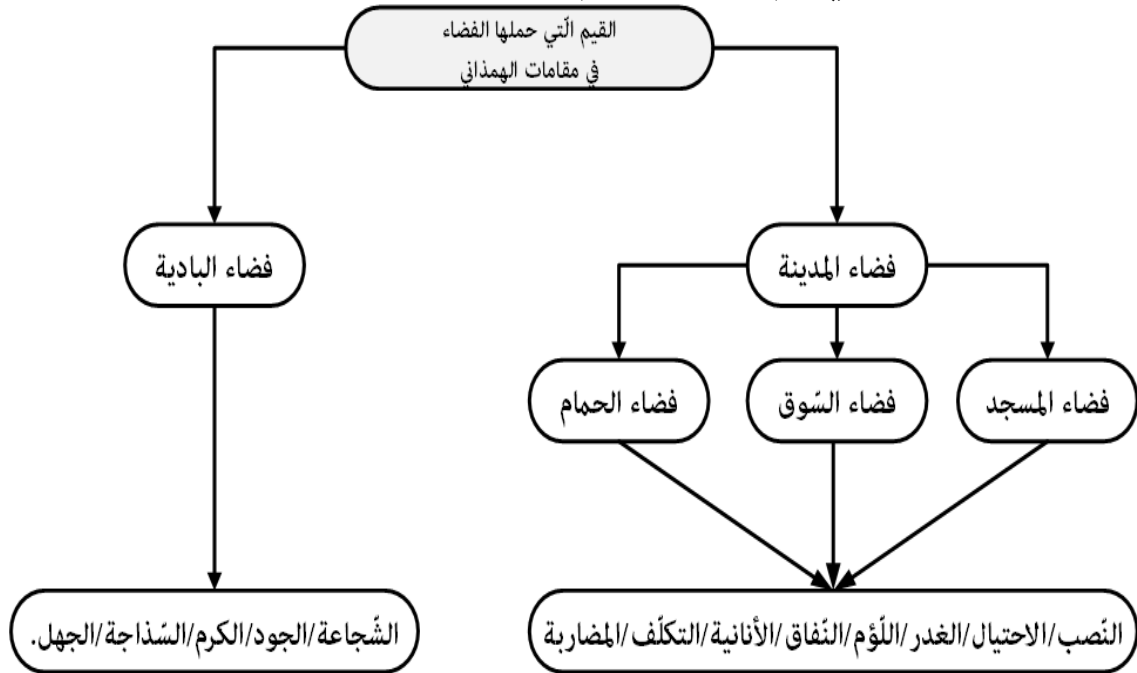 القيم الّتي حملها الفضاء
في مقامات الهمذاني
فضاء المدينة
فضاء البادية
فضاء المسجد
فضاء السّوق
فضاء الحمام
النّصب/الاحتيال/الغدر/اللّؤم/النّفاق/الأنانية/التكلّف/المضاربة
الشّجاعة/الجود/الكرم/السّذاجة/الجهل.